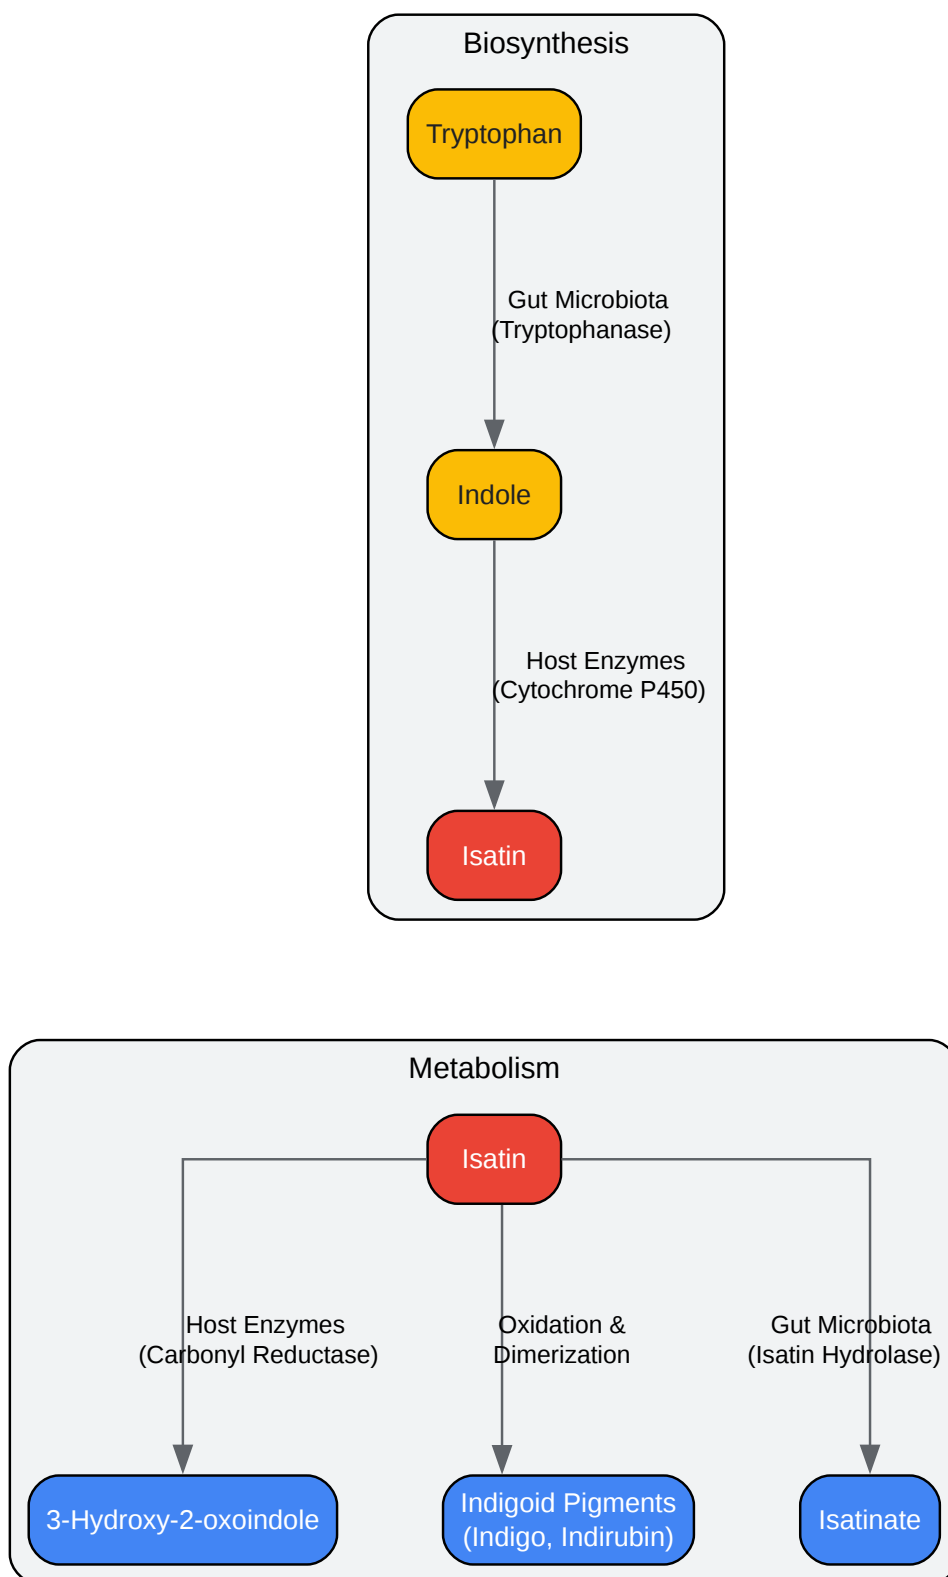 Biosynthesis
Tryptophan
Gut Microbiota
(Tryptophanase)
Indole
Host Enzymes
(Cytochrome P450)
Isatin
Metabolism
Isatin
Host Enzymes
(Carbonyl Reductase)
Oxidation &
Dimerization
Gut Microbiota
(Isatin Hydrolase)
3-Hydroxy-2-oxoindole
Indigoid Pigments
(Indigo, Indirubin)
Isatinate